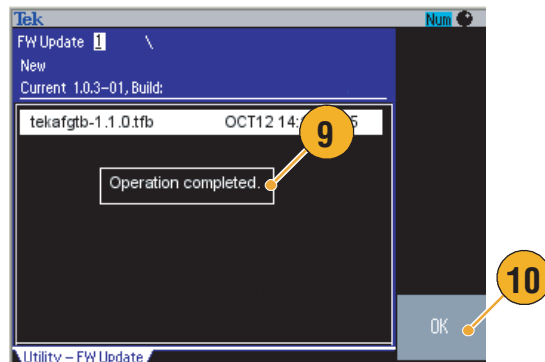 Tek Num
FW Update 1 \
New
Current 1.0.3-01, Build:
tekafgtb-1.1.0.tfb OCT12 14: 5
9
Operation completed.
10
OK
Utility – FW Update